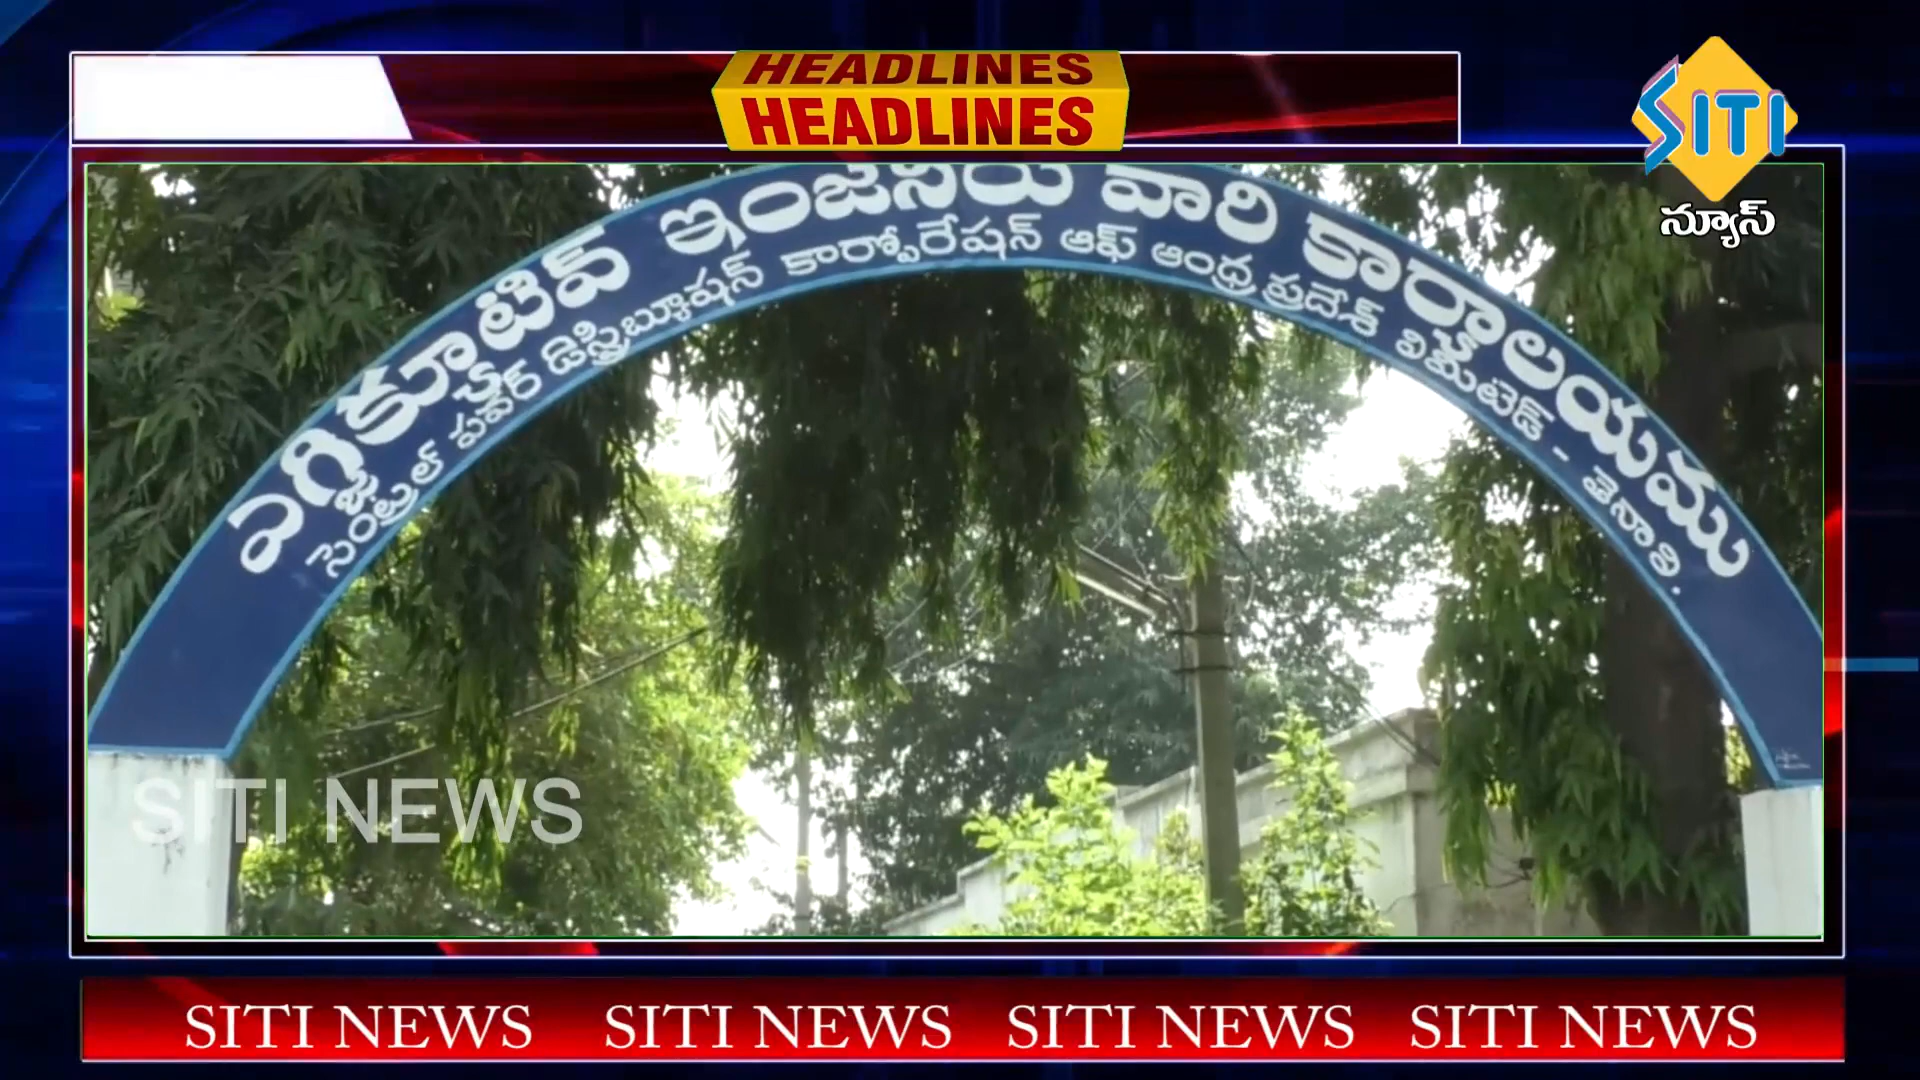 HEADLINES
HEADLINES
SITI
న్యూస్
ఎగ్జిక్యూటివ్ ఇంజనీరు వారి కార్యాలయము
సెంట్రల్ పవర్ డిస్ట్రిబ్యూషన్ కార్పోరేషన్ ఆఫ్ ఆంధ్ర ప్రదేశ్ లిమిటెడ్ - తెనాలి.
SITI NEWS
SITI NEWS SITI NEWS SITI NEWS SITI NEWS